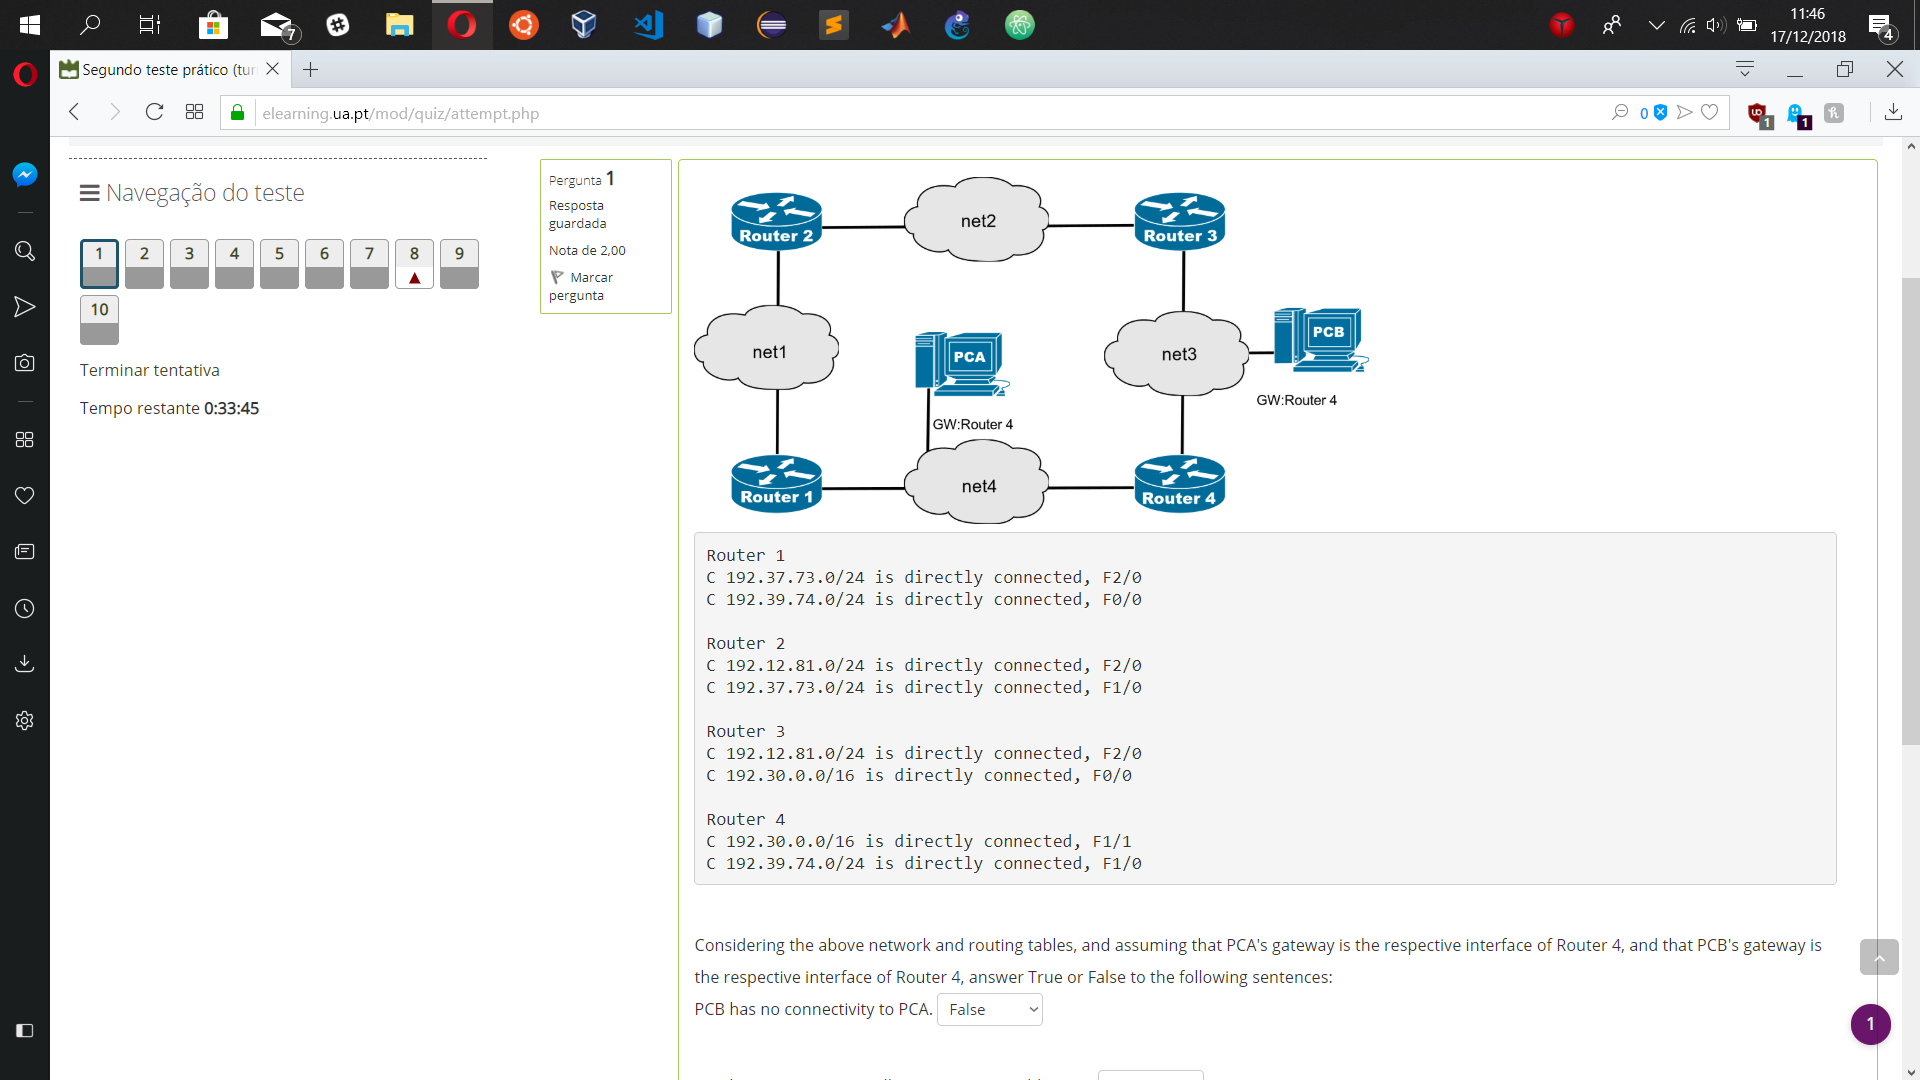 11:46
17/12/2018
7
4
Segundo teste prático (tur
elearning.ua.pt/mod/quiz/attempt.php
0
1
1
Navegação do teste
1 2 3 4 5 6 7 8 9
10
Terminar tentativa
Tempo restante 0:33:45
Pergunta 1
Resposta
guardada
Nota de 2,00
Marcar
pergunta
Router 2
net2
Router 3
net1
PCA
GW:Router 4
net3
PCB
GW:Router 4
Router 1
net4
Router 4
Router 1
C 192.37.73.0/24 is directly connected, F2/0
C 192.39.74.0/24 is directly connected, F0/0
Router 2
C 192.12.81.0/24 is directly connected, F2/0
C 192.37.73.0/24 is directly connected, F1/0
Router 3
C 192.12.81.0/24 is directly connected, F2/0
C 192.30.0.0/16 is directly connected, F0/0
Router 4
C 192.30.0.0/16 is directly connected, F1/1
C 192.39.74.0/24 is directly connected, F1/0
Considering the above network and routing tables, and assuming that PCA's gateway is the respective interface of Router 4, and that PCB's gateway is
the respective interface of Router 4, answer True or False to the following sentences:
PCB has no connectivity to PCA. False
1